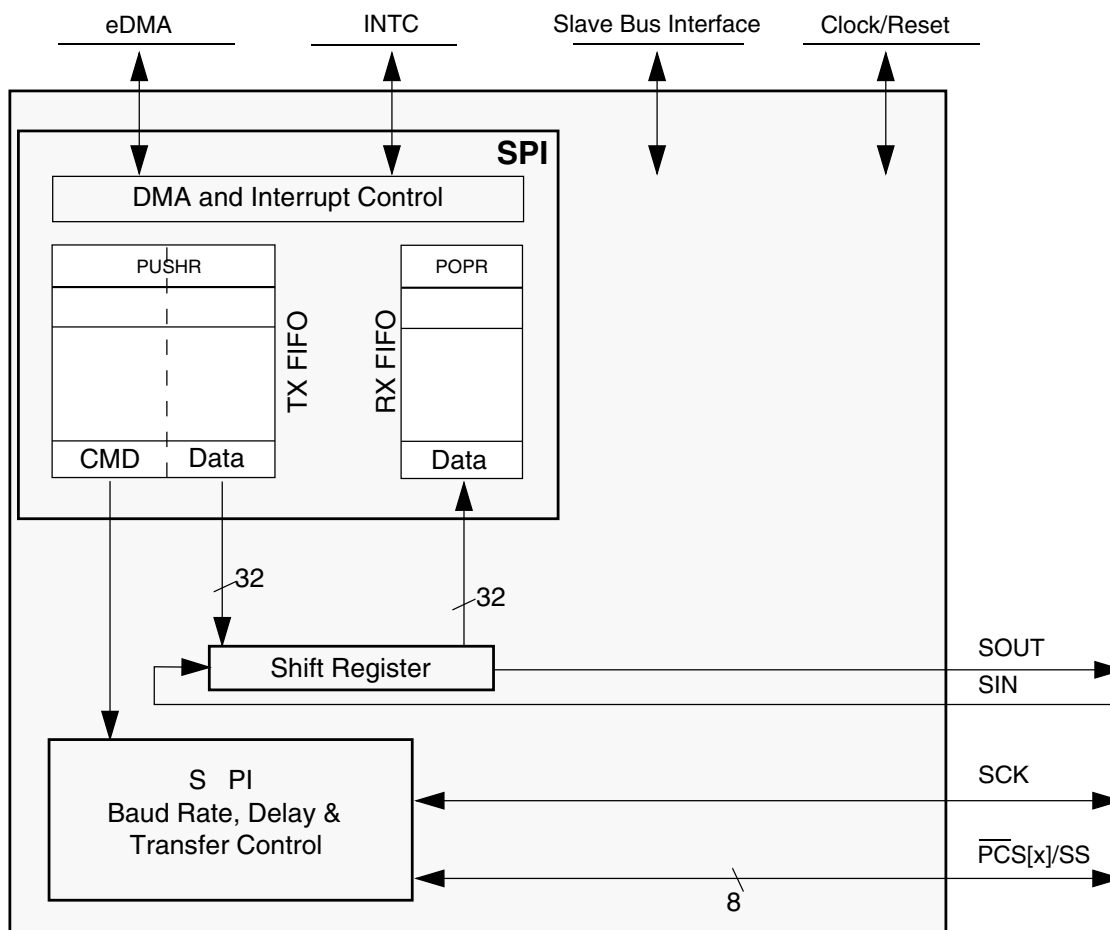 eDMA
INTC
Slave Bus Interface
Clock/Reset
SPI
DMA and Interrupt Control
PUSHR
POPR
TX FIFO
RX FIFO
CMD
Data
Data
32
32
Shift Register
SOUT
SIN
S PI
Baud Rate, Delay &
Transfer Control
SCK
PCS[x]/SS
8